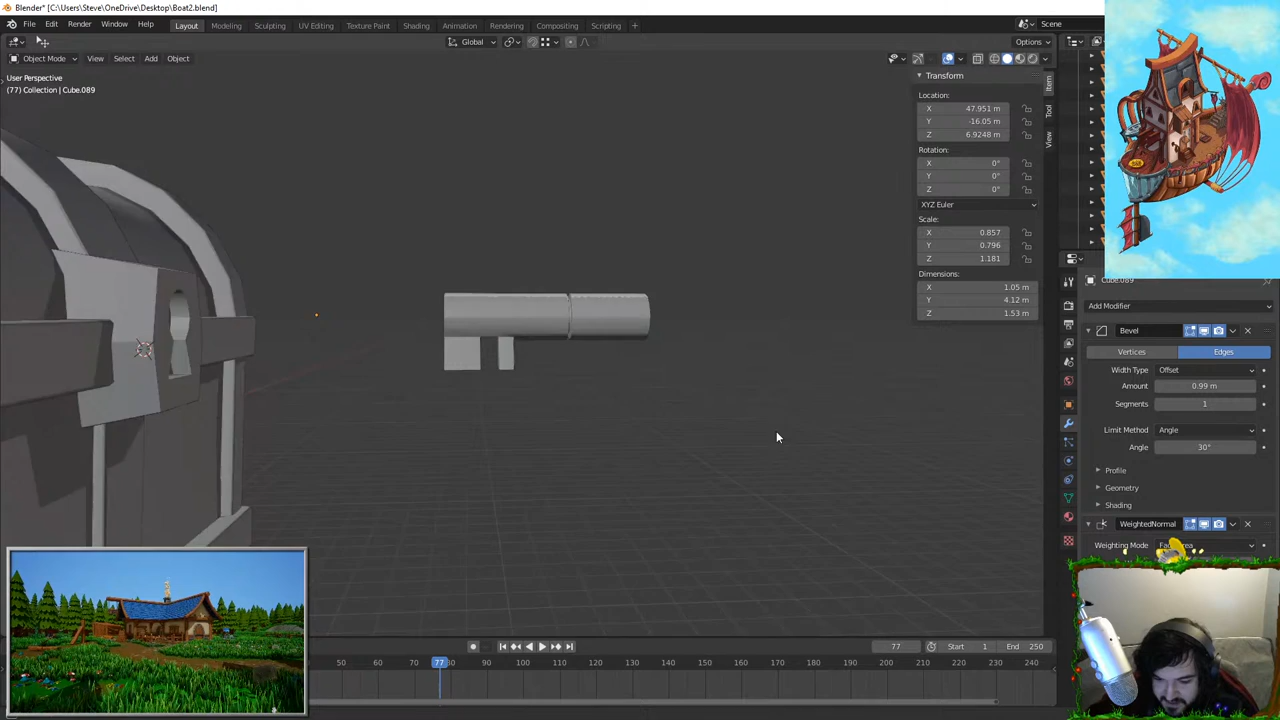 Blender* [C:\Users\Steve\OneDrive\Desktop\Boat2.blend]
File Edit Render Window Help Layout Modeling Sculpting UV Editing Texture Paint Shading Animation Rendering Compositing Scripting Scene
Global Options
Object Mode View Select Add Object
User Perspective
(77) Collection | Cube.089
Transform
Location:
X 47.951 m
Y -16.05 m
Z 6.9248 m
Rotation:
X 0°
Y 0°
Z 0°
XYZ Euler
Scale:
X 0.857
Y 0.796
Z 1.181
Dimensions:
X 1.05 m
Y 4.12 m
Z 1.53 m
Item
Tool
View
Cube.089
Add Modifier
Bevel
Vertices Edges
Width Type Offset
Amount 0.99 m
Segments 1
Limit Method Angle
Angle 30°
Profile
Geometry
Shading
WeightedNormal
Weighting Mode
77 Start 1 End 250
50 60 70 77 80 90 100 110 120 130 140 150 160 170 180 190 200 210 220 230 240